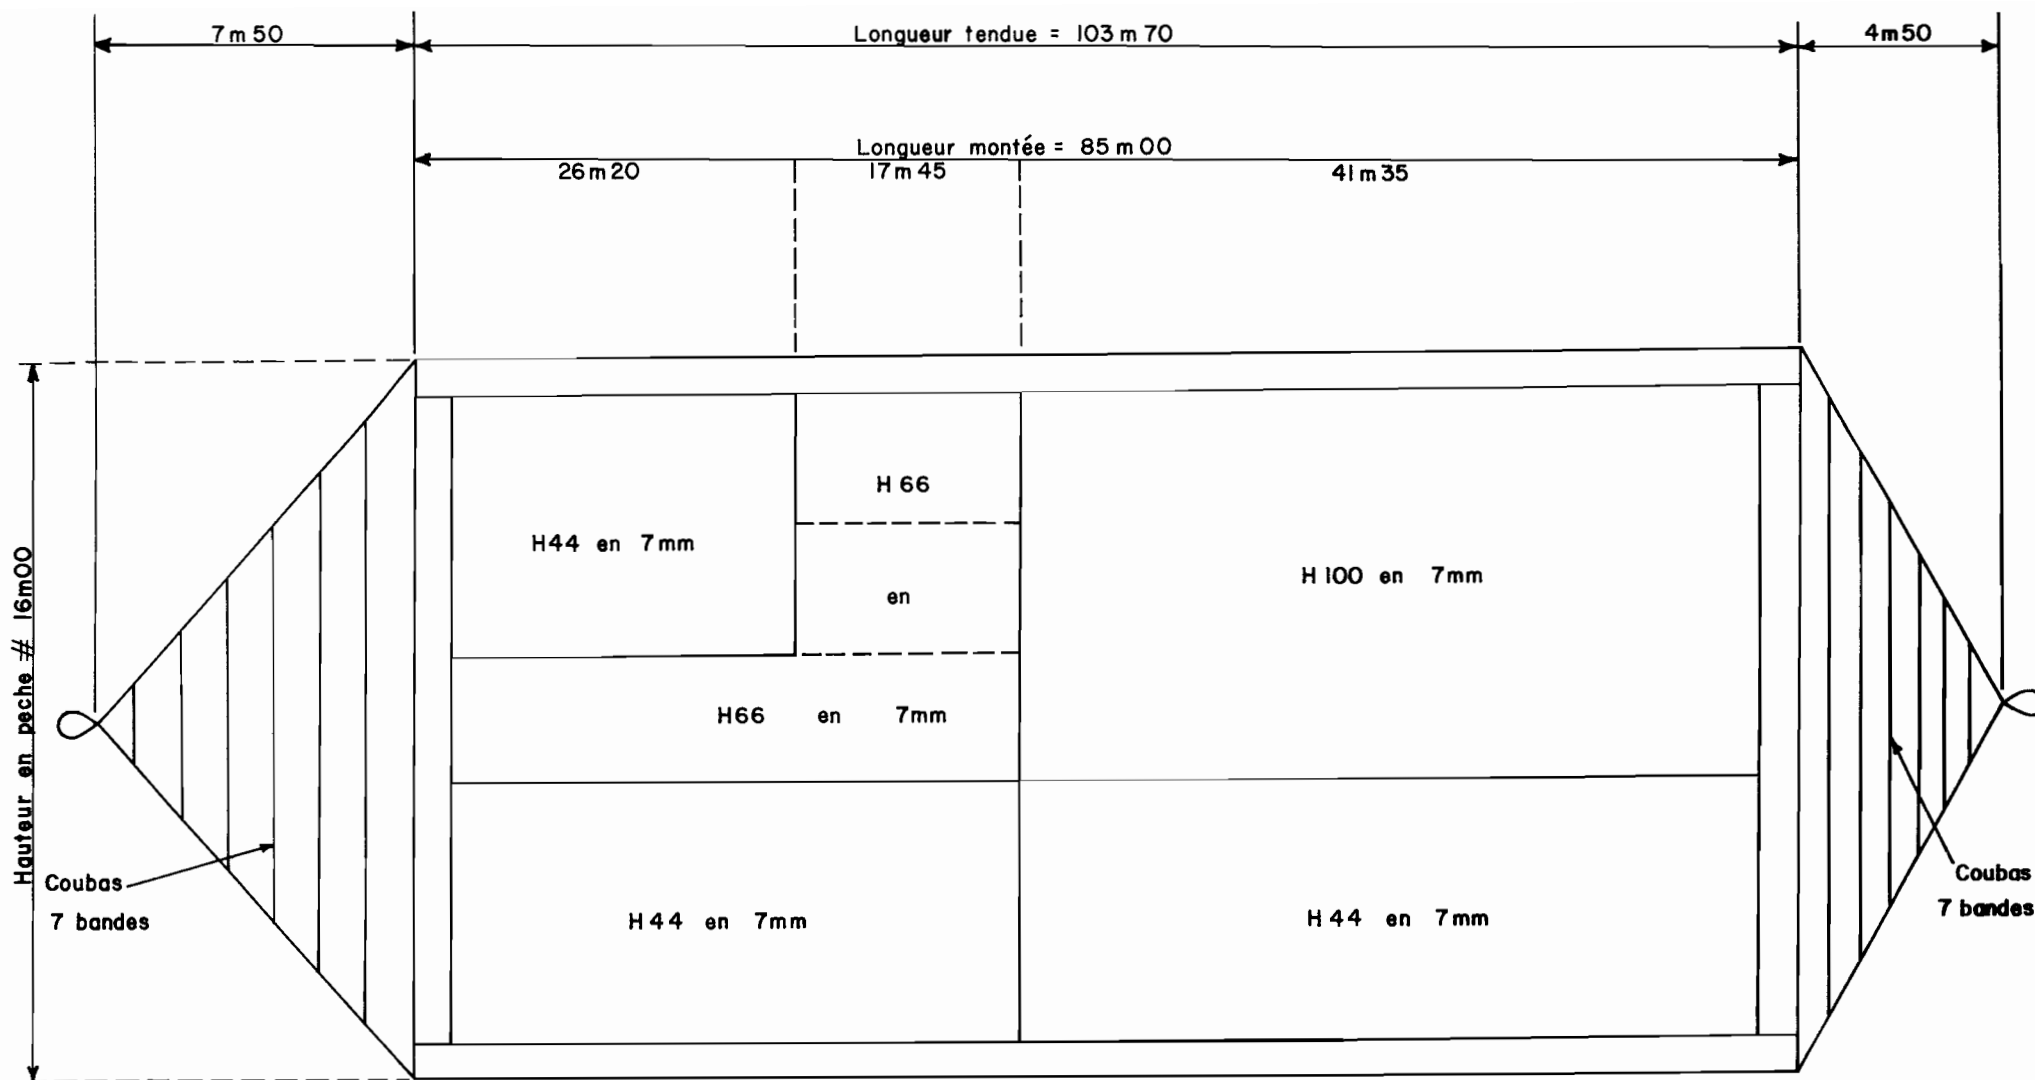 7m50
Longueur tendue = 103m70
4m50
Longueur montée = 85m00
26m20
17m45
41m35
H 66
H44 en 7mm
en
H 100 en 7mm
H66 en 7mm
Hauteur en peche # 16m00
Coubas
7 bandes
Coubas
7 bandes
H 44 en 7mm
H 44 en 7mm